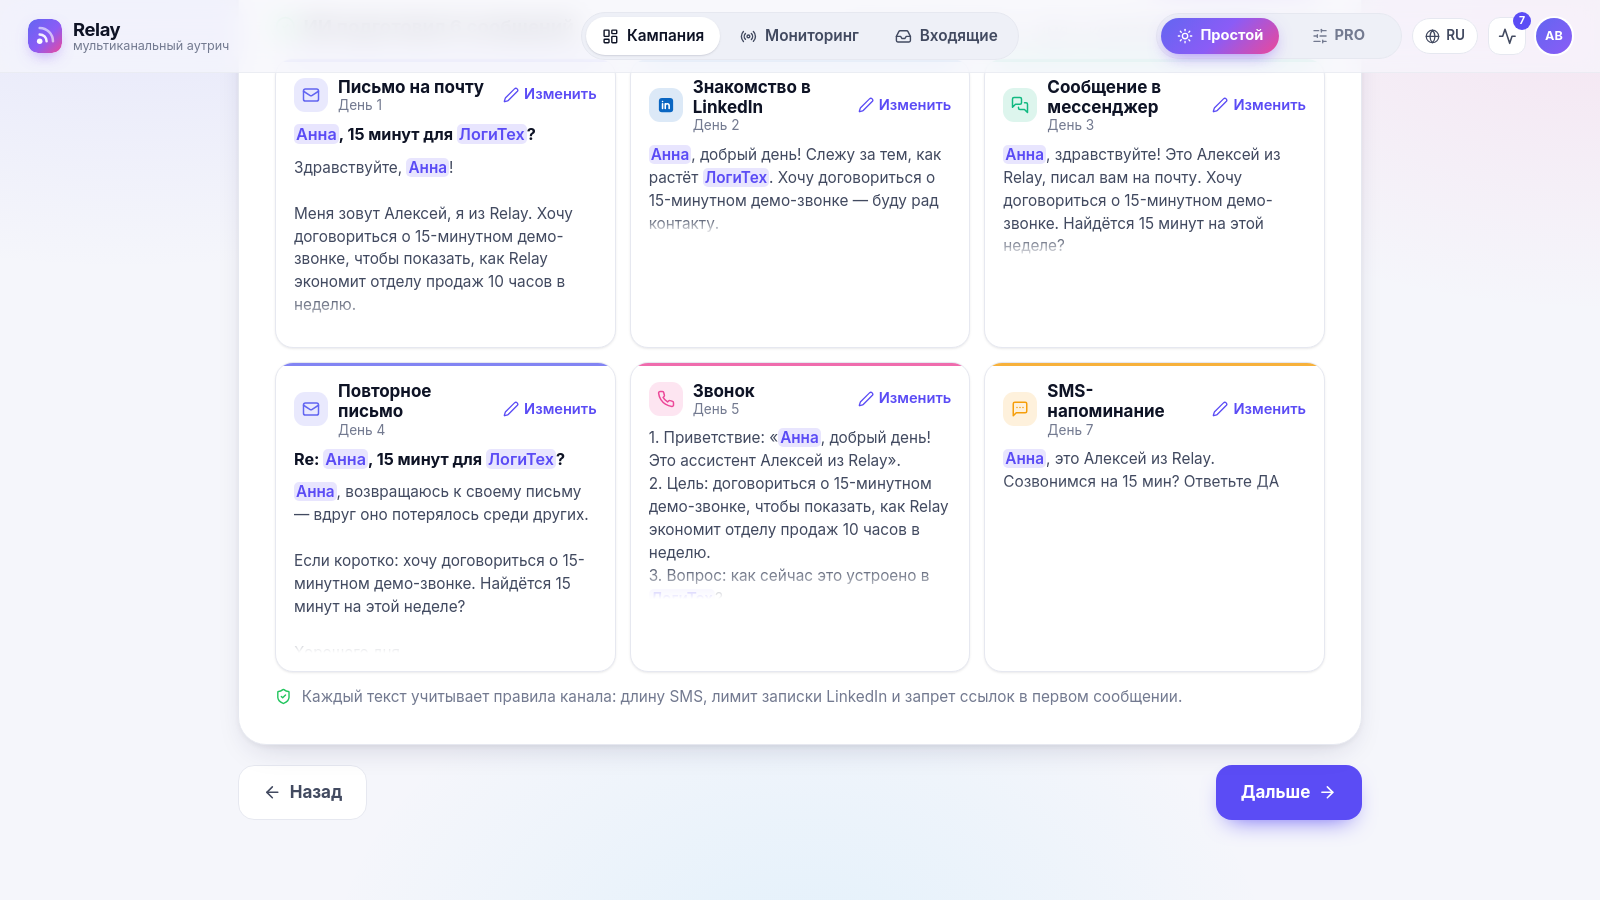 Relay
мультиканальный аутрич
Кампания
Мониторинг
Входящие
Простой
PRO
RU
7
AB
Письмо на почту
День 1
Изменить
Анна, 15 минут для ЛогиТех?
Здравствуйте, Анна!
Меня зовут Алексей, я из Relay. Хочу
договориться о 15-минутном демо-
звонке, чтобы показать, как Relay
экономит отделу продаж 10 часов в
неделю.
Знакомство в
LinkedIn
День 2
Изменить
Анна, добрый день! Слежу за тем, как
растёт ЛогиТех. Хочу договориться о
15-минутном демо-звонке — буду рад
контакту.
Сообщение в
мессенджер
День 3
Изменить
Анна, здравствуйте! Это Алексей из
Relay, писал вам на почту. Хочу
договориться о 15-минутном демо-
звонке. Найдётся 15 минут на этой
неделе?
Повторное
письмо
День 4
Изменить
Re: Анна, 15 минут для ЛогиТех?
Анна, возвращаюсь к своему письму
— вдруг оно потерялось среди других.
Если коротко: хочу договориться о 15-
минутном демо-звонке. Найдётся 15
минут на этой неделе?
Звонок
День 5
Изменить
1. Приветствие: «Анна, добрый день!
Это ассистент Алексей из Relay».
2. Цель: договориться о 15-минутном
демо-звонке, чтобы показать, как Relay
экономит отделу продаж 10 часов в
неделю.
3. Вопрос: как сейчас это устроено в
ЛогиТех?
SMS-
напоминание
День 7
Изменить
Анна, это Алексей из Relay.
Созвонимся на 15 мин? Ответьте ДА
Каждый текст учитывает правила канала: длину SMS, лимит записки LinkedIn и запрет ссылок в первом сообщении.
Назад
Дальше